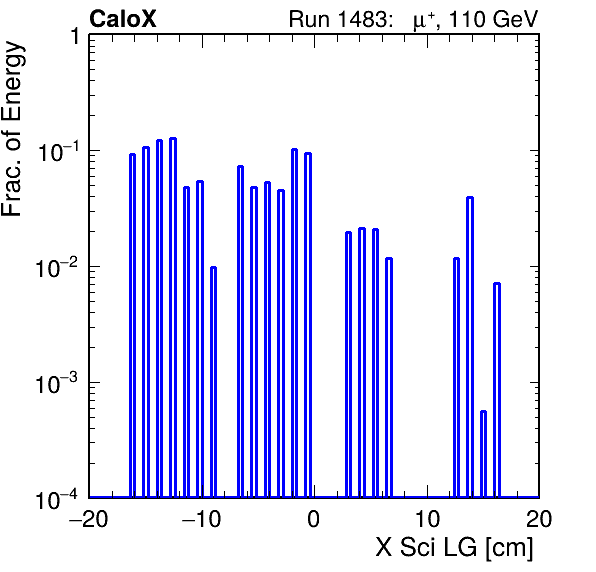 CaloX Run 1483: μ⁺, 110 GeV
Frac. of Energy
1
10⁻¹
10⁻²
10⁻³
10⁻⁴
−20 −10 0 10 20
X Sci LG [cm]